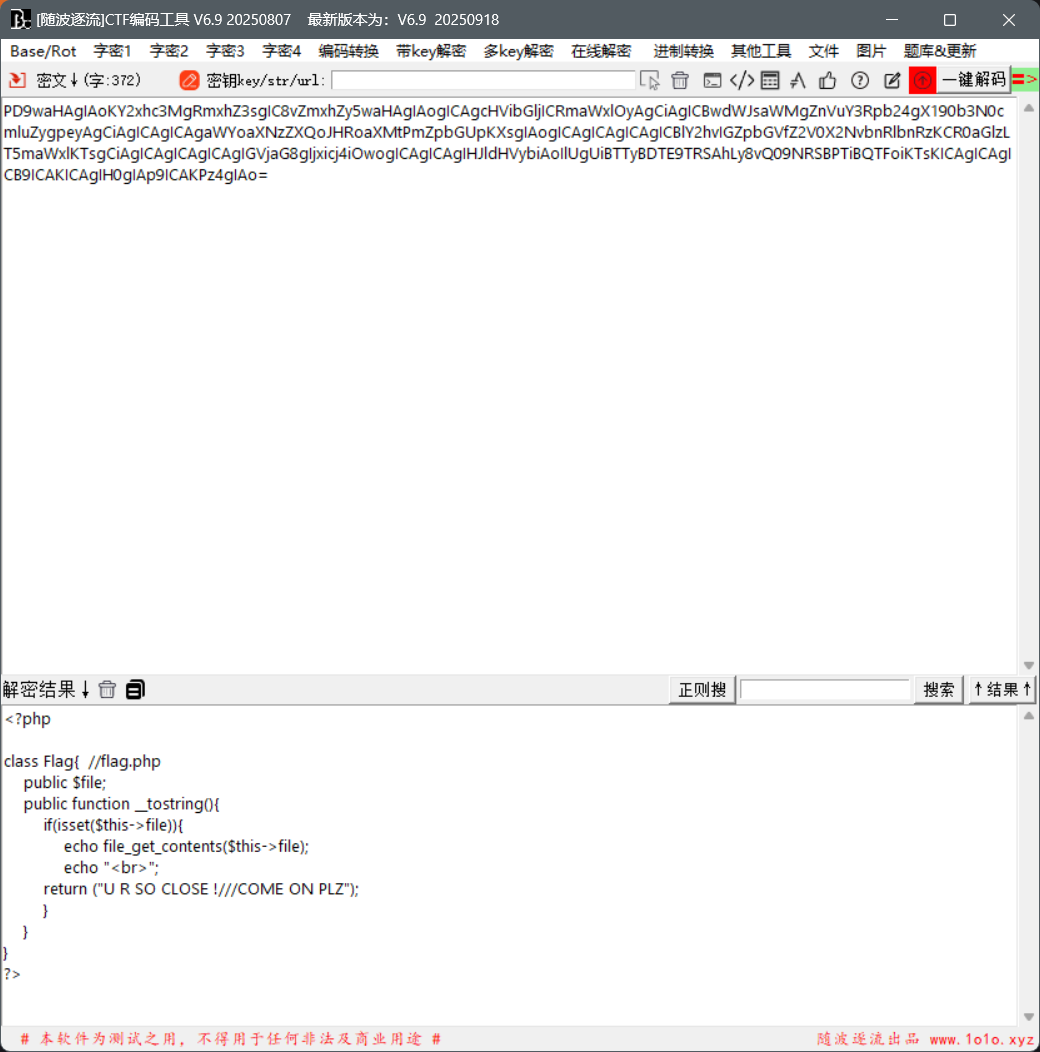 [随波逐流]CTF编码工具 V6.9 20250807 最新版本为：V6.9 20250918
Base/Rot 字密1 字密2 字密3 字密4 编码转换 带key解密 多key解密 在线解密 进制转换 其他工具 文件 图片 题库&更新
密文↓(字:372) 密钥key/str/url: 一键解码 =>
PD9waHAgIAoKY2xhc3MgRmxhZ3sgIC8vZmxhZy5waHAgIAogICAgcHVibGljICRmaWxlOyAgCiAgICBwdWJsaWMgZnVuY3Rpb24gX190b3N0c
mluZygpeyAgCiAgICAgICAgaWYoaXNzZXQoJHRoaXMtPmZpbGUpKXsgIAogICAgICAgICAgICBlY2hvIGZpbGVfZ2V0X2NvbnRlbnRzKCR0aGlzL
T5maWxlKTsgCiAgICAgICAgICAgIGVjaG8gIjxicj4iOwogICAgICAgIHJldHVybiAoIlUgUiBTTyBDTE9TRSAhLy8vQ09NRSBPTiBQTFoiKTsKICAgICAgI
CB9ICAKICAgIH0gIAp9ICAKPz4gIAo=
解密结果↓ 正则搜 搜索 ↑结果↑
<?php
class Flag{  //flag.php
    public $file;
    public function __tostring(){
        if(isset($this->file)){
            echo file_get_contents($this->file);
            echo "<br>";
        return ("U R SO CLOSE !///COME ON PLZ");
        }
    }
}
?>
# 本软件为测试之用，不得用于任何非法及商业用途 # 随波逐流出品 www.1o1o.xyz